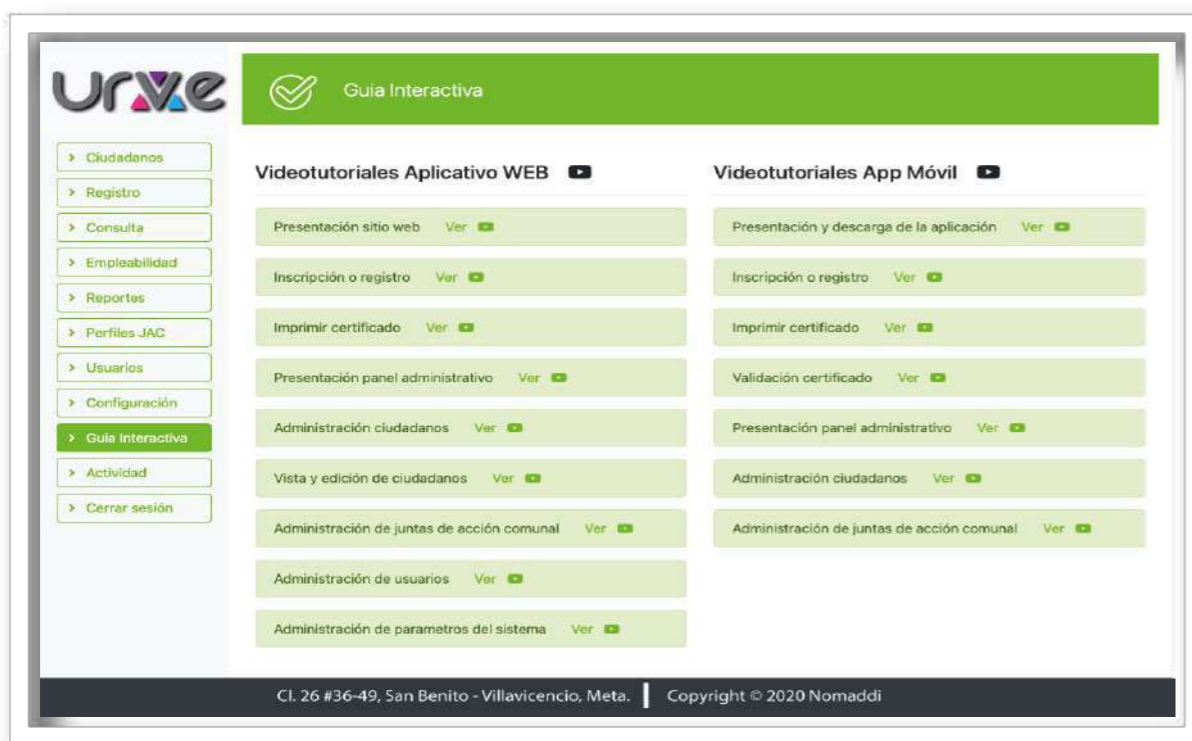 urve
Guia Interactiva
> Ciudadanos
> Registro
> Consulta
> Empleabilidad
> Reportes
> Perfiles JAC
> Usuarios
> Configuración
> Guía Interactiva
> Actividad
> Cerrar sesión
Videotutoriales Aplicativo WEB
Presentación sitio web Ver
Inscripción o registro Ver
Imprimir certificado Ver
Presentación panel administrativo Ver
Administración ciudadanos Ver
Vista y edición de ciudadanos Ver
Administración de juntas de acción comunal Ver
Administración de usuarios Ver
Administración de parametros del sistema Ver
Videotutoriales App Móvil
Presentación y descarga de la aplicación Ver
Inscripción o registro Ver
Imprimir certificado Ver
Validación certificado Ver
Presentación panel administrativo Ver
Administración ciudadanos Ver
Administración de juntas de acción comunal Ver
Cl. 26 #36-49, San Benito - Villavicencio, Meta. | Copyright © 2020 Nomaddi